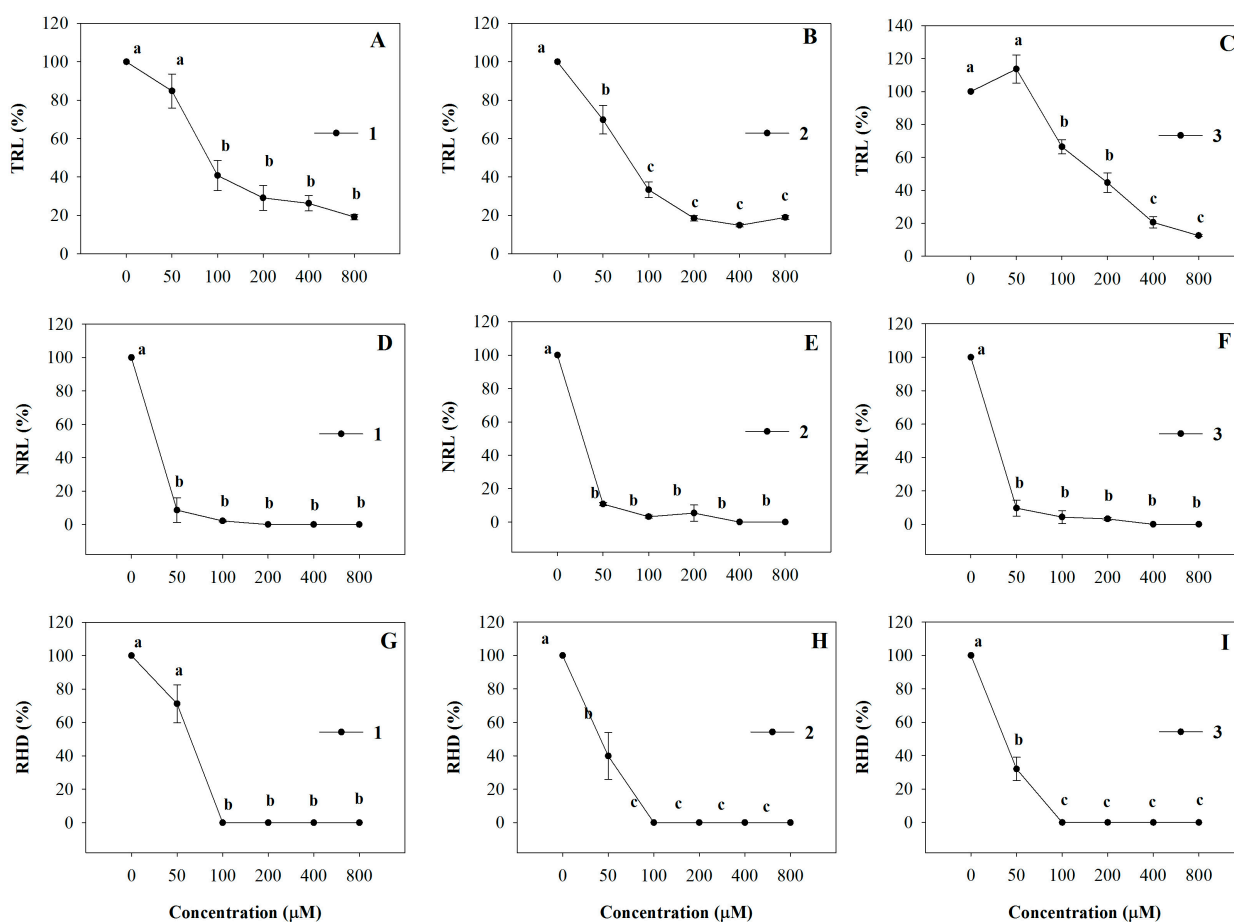 A
TRL (%)
120
100
80
60
40
20
0
a a b b b b
1
0 50 100 200 400 800
B
TRL (%)
120
100
80
60
40
20
0
a b c c c c
2
0 50 100 200 400 800
C
TRL (%)
140
120
100
80
60
40
20
0
a a b b c c
3
0 50 100 200 400 800
D
NRL (%)
120
100
80
60
40
20
0
a b b b b b
1
0 50 100 200 400 800
E
NRL (%)
120
100
80
60
40
20
0
a b b b b b
2
0 50 100 200 400 800
F
NRL (%)
120
100
80
60
40
20
0
a b b b b b
3
0 50 100 200 400 800
G
RHD (%)
120
100
80
60
40
20
0
a a b b b b
1
0 50 100 200 400 800
Concentration (μM)
H
RHD (%)
120
100
80
60
40
20
0
a b c c c c
2
0 50 100 200 400 800
Concentration (μM)
I
RHD (%)
120
100
80
60
40
20
0
a b c c c c
3
0 50 100 200 400 800
Concentration (μM)